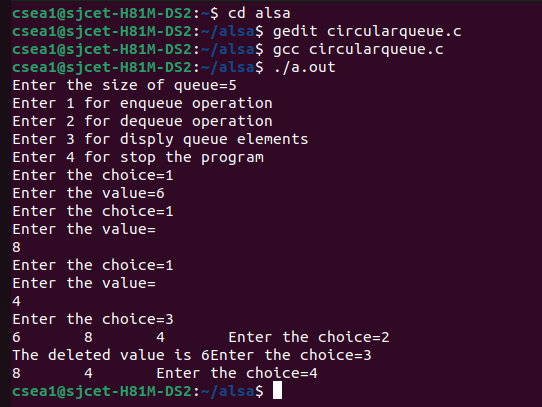 csea1@sjcet-H81M-DS2:~$ cd alsa
csea1@sjcet-H81M-DS2:~/alsa$ gedit circularqueue.c
csea1@sjcet-H81M-DS2:~/alsa$ gcc circularqueue.c
csea1@sjcet-H81M-DS2:~/alsa$ ./a.out
Enter the size of queue=5
Enter 1 for enqueue operation
Enter 2 for dequeue operation
Enter 3 for disply queue elements
Enter 4 for stop the program
Enter the choice=1
Enter the value=6
Enter the choice=1
Enter the value=
8
Enter the choice=1
Enter the value=
4
Enter the choice=3
6       8       4       Enter the choice=2
The deleted value is 6Enter the choice=3
8       4       Enter the choice=4
csea1@sjcet-H81M-DS2:~/alsa$